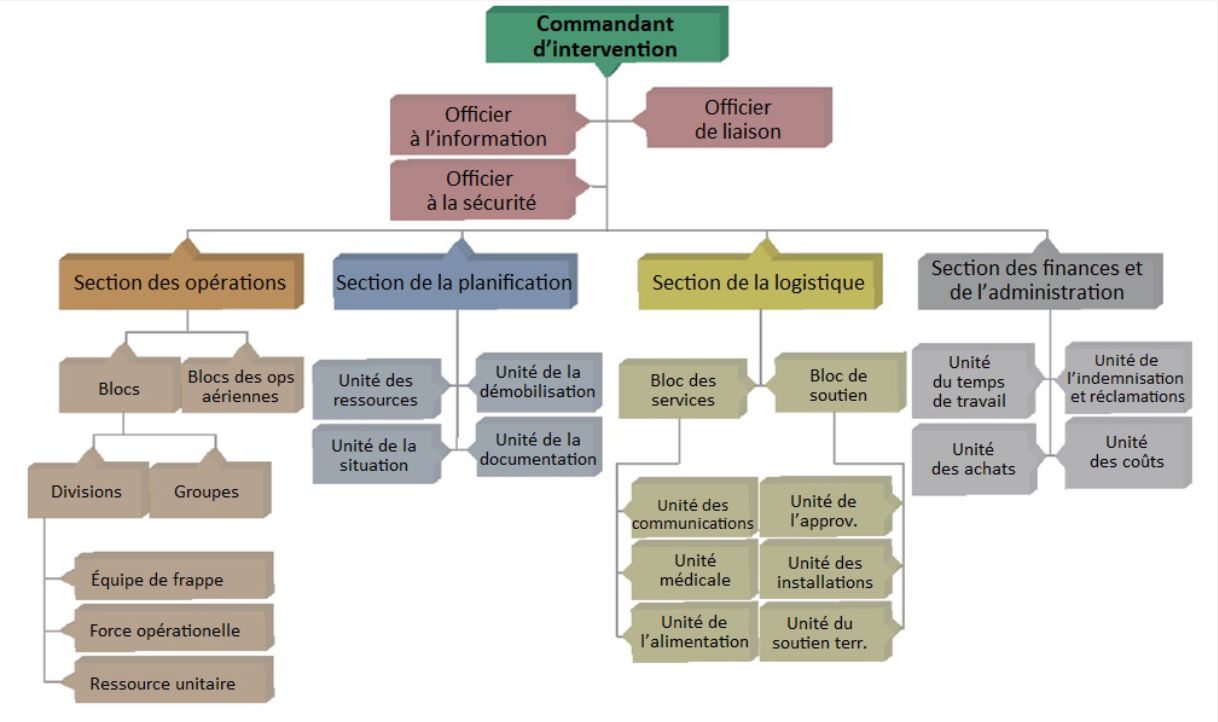 Commandant
d'intervention
Officier
à l'information
Officier
de liaison
Officier
à la sécurité
Section des opérations
Section de la planification
Section de la logistique
Section des finances et
de l'administration
Blocs
Blocs des ops
aériennes
Unité des
ressources
Unité de la
démobilisation
Bloc des
services
Bloc de
soutien
Unité
du temps
de travail
Unité de
l'indemnisation
et réclamations
Unité de la
situation
Unité de la
documentation
Unité
des achats
Unité
des coûts
Divisions
Groupes
Unité des
communications
Unité de
l'approv.
Équipe de frappe
Unité
médicale
Unité des
installations
Force opérationelle
Unité de
l'alimentation
Unité du
soutien terr.
Ressource unitaire